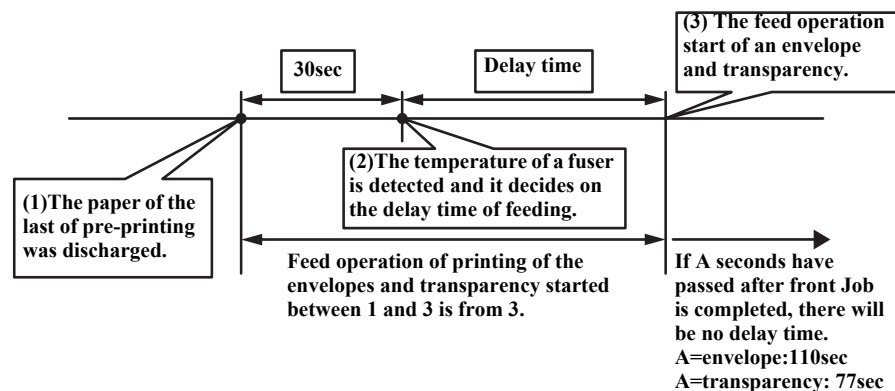 30sec
Delay time
(3) The feed operation
start of an envelope
and transparency.
(1)The paper of the
last of pre-printing
was discharged.
(2)The temperature of a fuser
is detected and it decides on
the delay time of feeding.
Feed operation of printing of the
envelopes and transparency started
between 1 and 3 is from 3.
If A seconds have
passed after front Job
is completed, there will
be no delay time.
A=envelope:110sec
A=transparency: 77sec